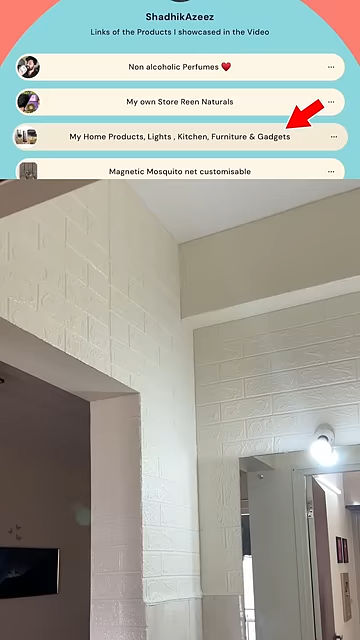 ShadhikAzeez
Links of the Products I showcased in the Video
Non alcoholic Perfumes ❤️
My own Store Reen Naturals
My Home Products, Lights , Kitchen, Furniture & Gadgets
Magnetic Mosquito net customisable